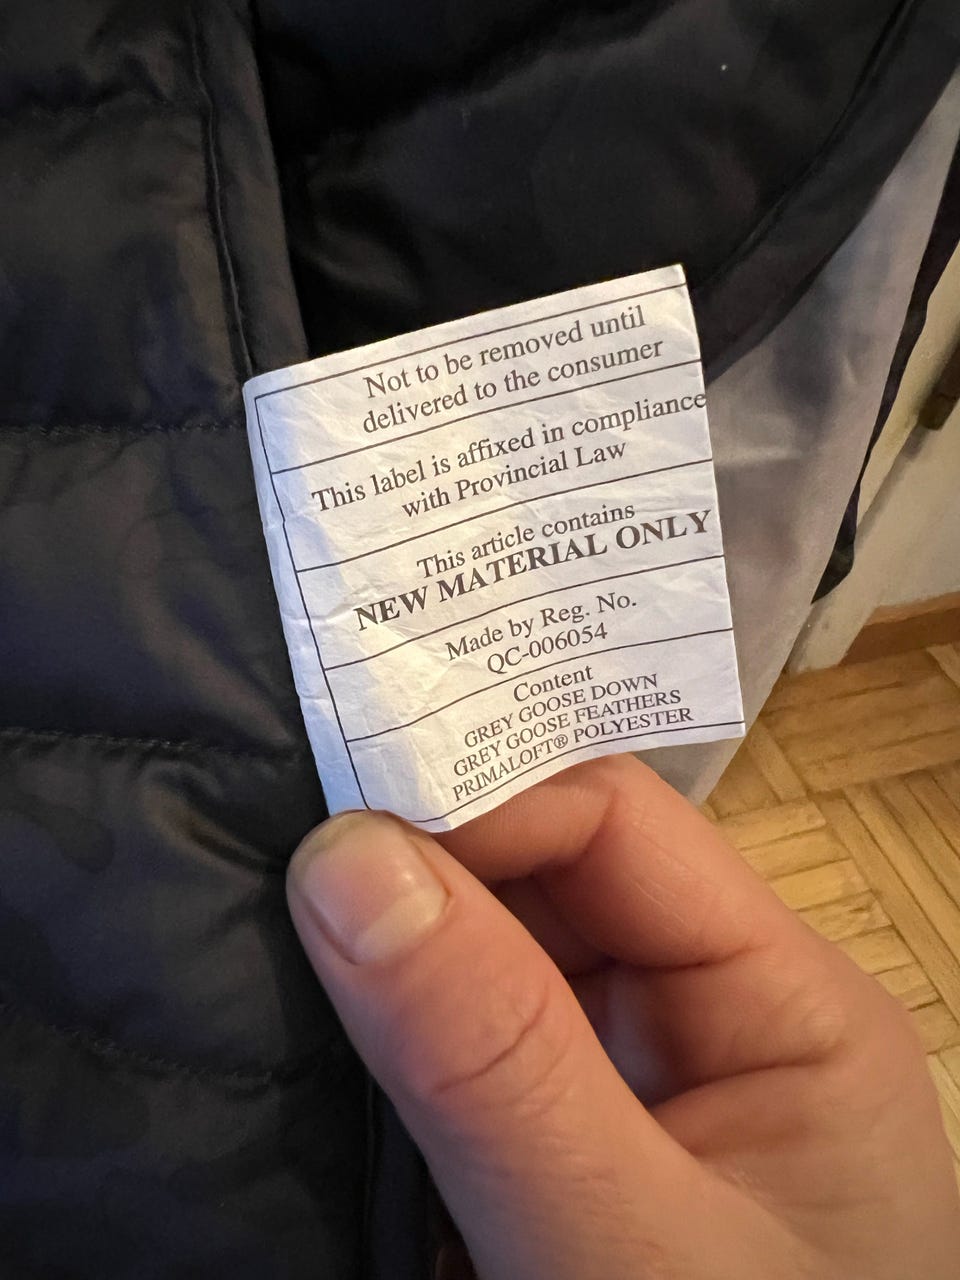 Not to be removed until
delivered to the consumer
This label is affixed in compliance
with Provincial Law
This article contains
NEW MATERIAL ONLY
Made by Reg. No.
QC-006054
Content
GREY GOOSE DOWN
GREY GOOSE FEATHERS
PRIMALOFT® POLYESTER